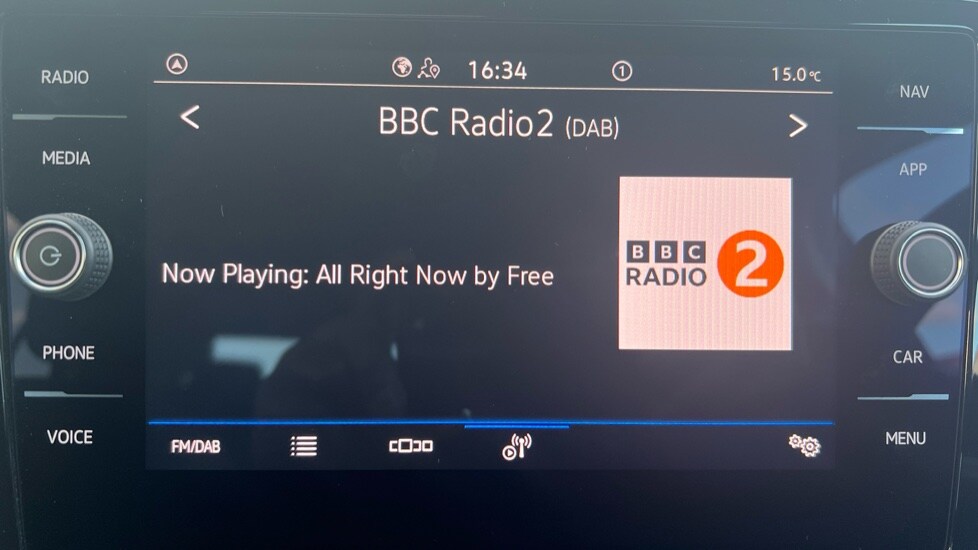 RADIO
MEDIA
PHONE
VOICE
16:34
1
15.0°C
< BBC Radio2 (DAB) >
Now Playing: All Right Now by Free
BBC
RADIO 2
FM/DAB
NAV
APP
CAR
MENU